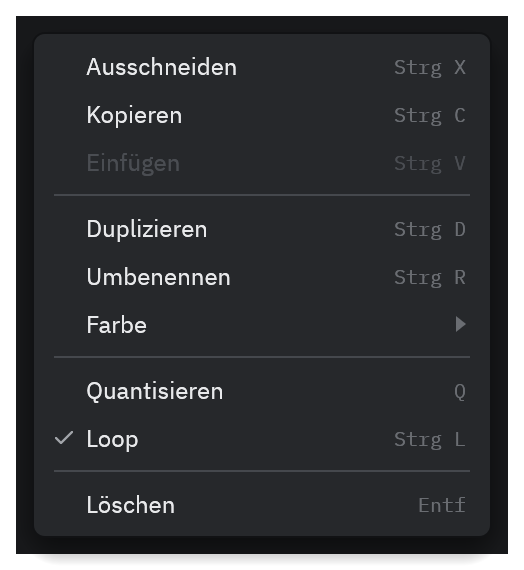 Ausschneiden Strg X
Kopieren Strg C
Einfügen Strg V
Duplizieren Strg D
Umbenennen Strg R
Farbe
Quantisieren Q
Loop Strg L
Löschen Entf